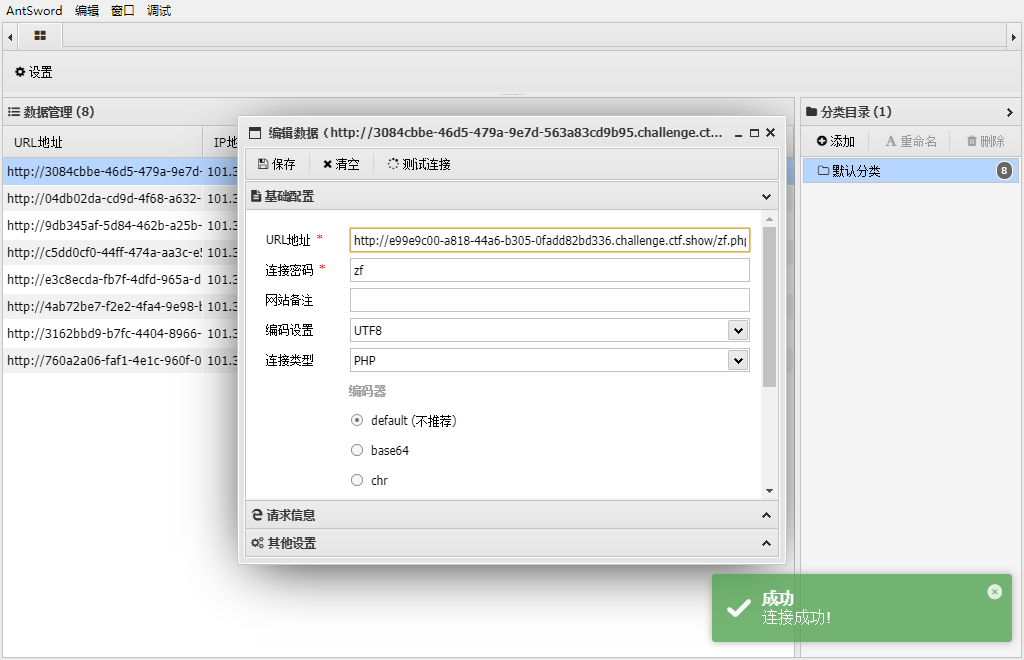 AntSword 编辑 窗口 调试
设置
数据管理 (8)
分类目录 (1)
URL地址 IP地
添加 重命名 删除
http://3084cbbe-46d5-479a-9e7d- 101.3
默认分类 8
http://04db02da-cd9d-4f68-a632- 101.3
http://9db345af-5d84-462b-a25b- 101.3
http://c5dd0cf0-44ff-474a-aa3c-e5 101.3
http://e3c8ecda-fb7f-4dfd-965a-d 101.3
http://4ab72be7-f2e2-4fa4-9e98-b 101.3
http://3162bbd9-b7fc-4404-8966- 101.3
http://760a2a06-faf1-4e1c-960f-0 101.3
编辑数据 (http://3084cbbe-46d5-479a-9e7d-563a83cd9b95.challenge.ct...
保存 清空 测试连接
基础配置
URL地址 * http://e99e9c00-a818-44a6-b305-0fadd82bd336.challenge.ctf.show/zf.php
连接密码 * zf
网站备注
编码设置 UTF8
连接类型 PHP
编码器
default (不推荐)
base64
chr
请求信息
其他设置
成功
连接成功!